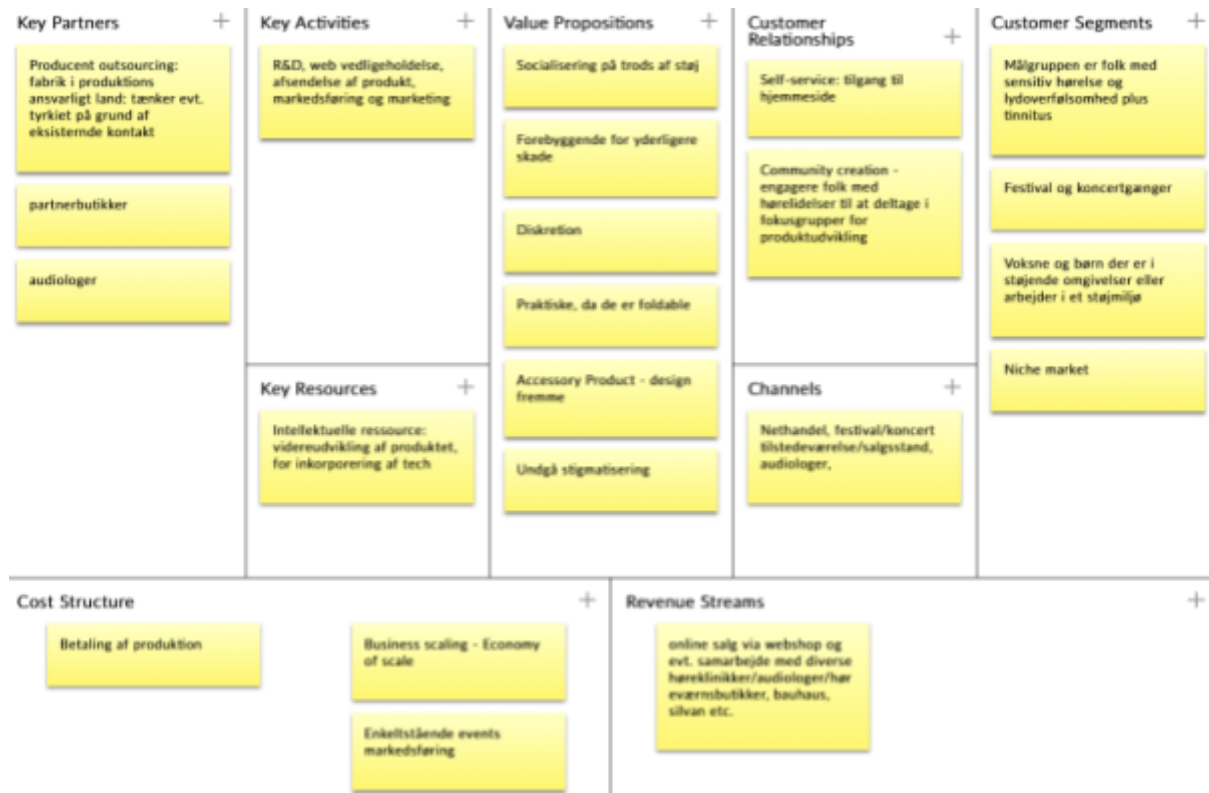 Key Partners
+
Producent outsourcing:
fabrik i produktions
ansvarligt land: tænker evt.
tyrkiet på grund af
eksisternde kontakt
partnerbutikker
audiologer
Key Activities
+
R&D, web vedligeholdelse,
afsendelse af produkt,
markedsføring og marketing
Key Resources
+
Intellektuelle ressource:
videreudvikling af produktet,
for inkorporering af tech
Value Propositions
+
Socialisering på trods af støj
Forebyggende for yderligere
skade
Diskretion
Praktiske, da de er foldable
Accessory Product - design
fremme
Undgå stigmatisering
Customer
Relationships
+
Self-service: tilgang til
hjemmeside
Community creation -
engagere folk med
hørelidelser til at deltage i
fokusgrupper for
produktudvikling
Channels
+
Nethandel, festival/koncert
tilstedeværelse/salgsstand,
audiologer,
Customer Segments
+
Målgruppen er folk med
sensitiv hørelse og
lydoverfølsomhed plus
tinnitus
Festival og koncertgænger
Voksne og børn der er i
støjende omgivelser eller
arbejder i et støjmiljø
Niche market
Cost Structure
+
Betaling af produktion
Business scaling - Economy
of scale
Enkeltstående events
markedsføring
Revenue Streams
+
online salg via webshop og
evt. samarbejde med diverse
høreklinikker/audiologer/hør
eværnsbutikker, bauhaus,
silvan etc.